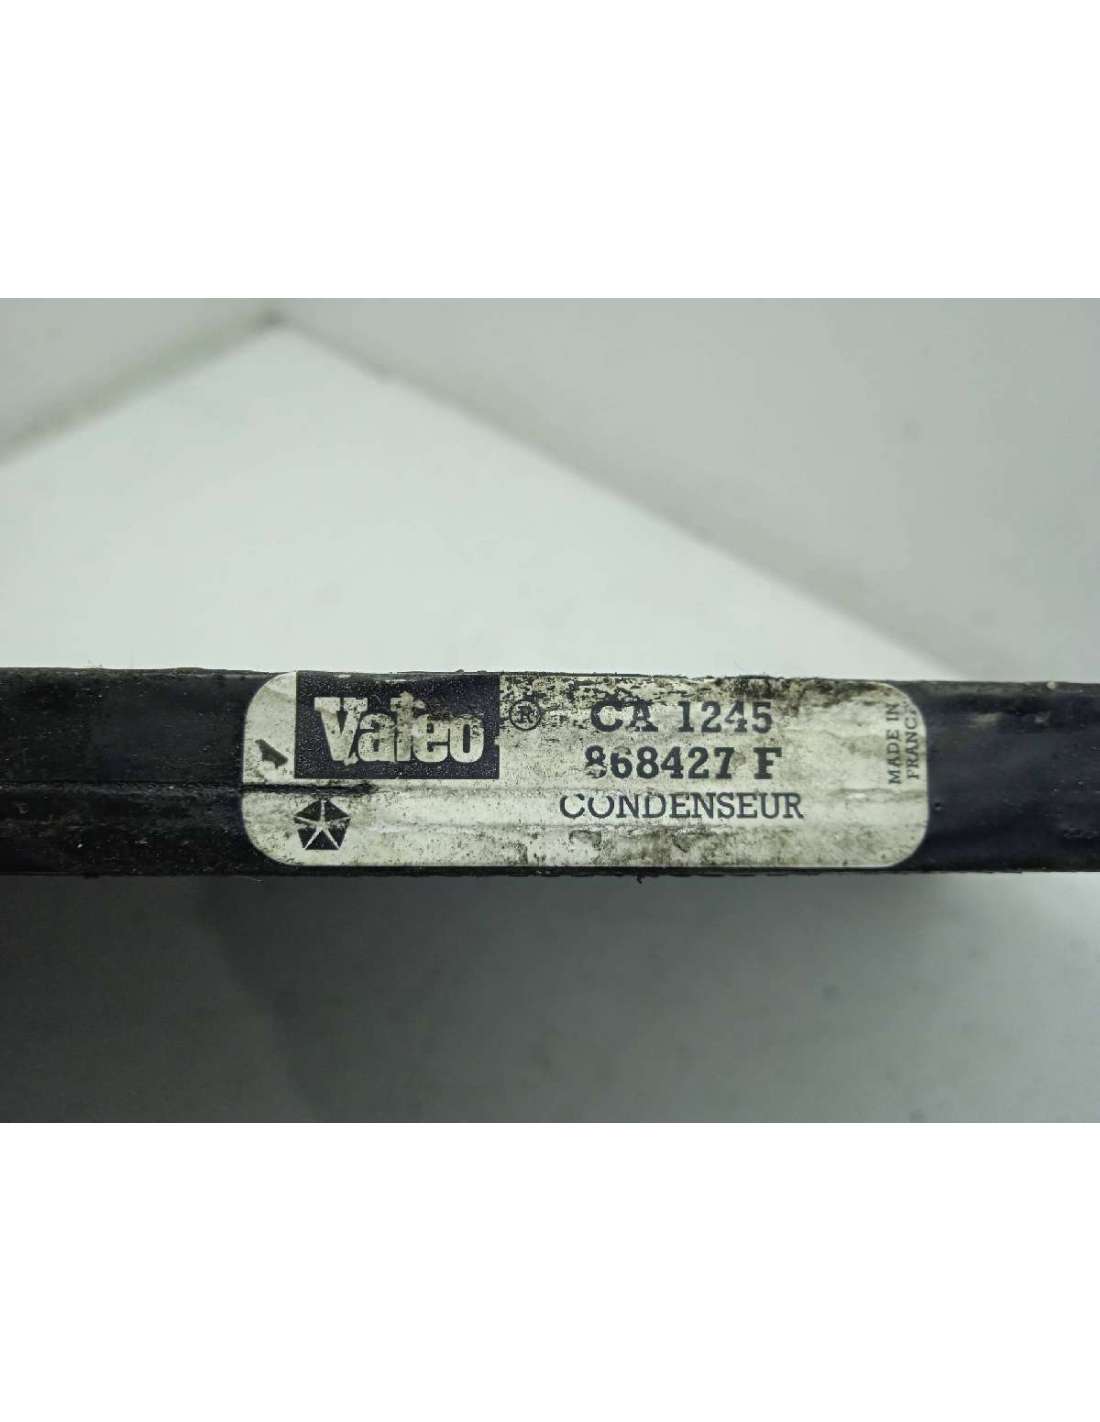 Valeo ® CA 1245
868427 F
CONDENSEUR
MADE IN
FRANCE